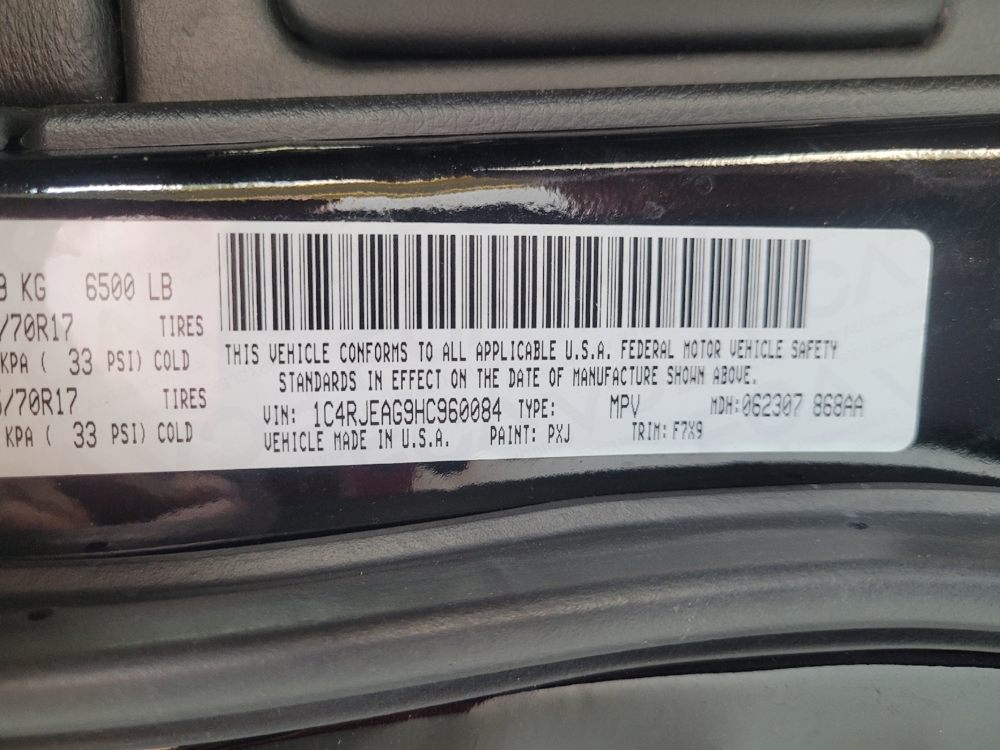 KG 6500 LB
/70R17 TIRES
KPA ( 33 PSI) COLD
/70R17 TIRES
KPA ( 33 PSI) COLD
THIS VEHICLE CONFORMS TO ALL APPLICABLE U.S.A. FEDERAL MOTOR VEHICLE SAFETY
STANDARDS IN EFFECT ON THE DATE OF MANUFACTURE SHOWN ABOVE.
VIN: 1C4RJEAG9HC960084 TYPE: MPV MDH:062307 868AA
VEHICLE MADE IN U.S.A. PAINT: PXJ TRIM: F7X9